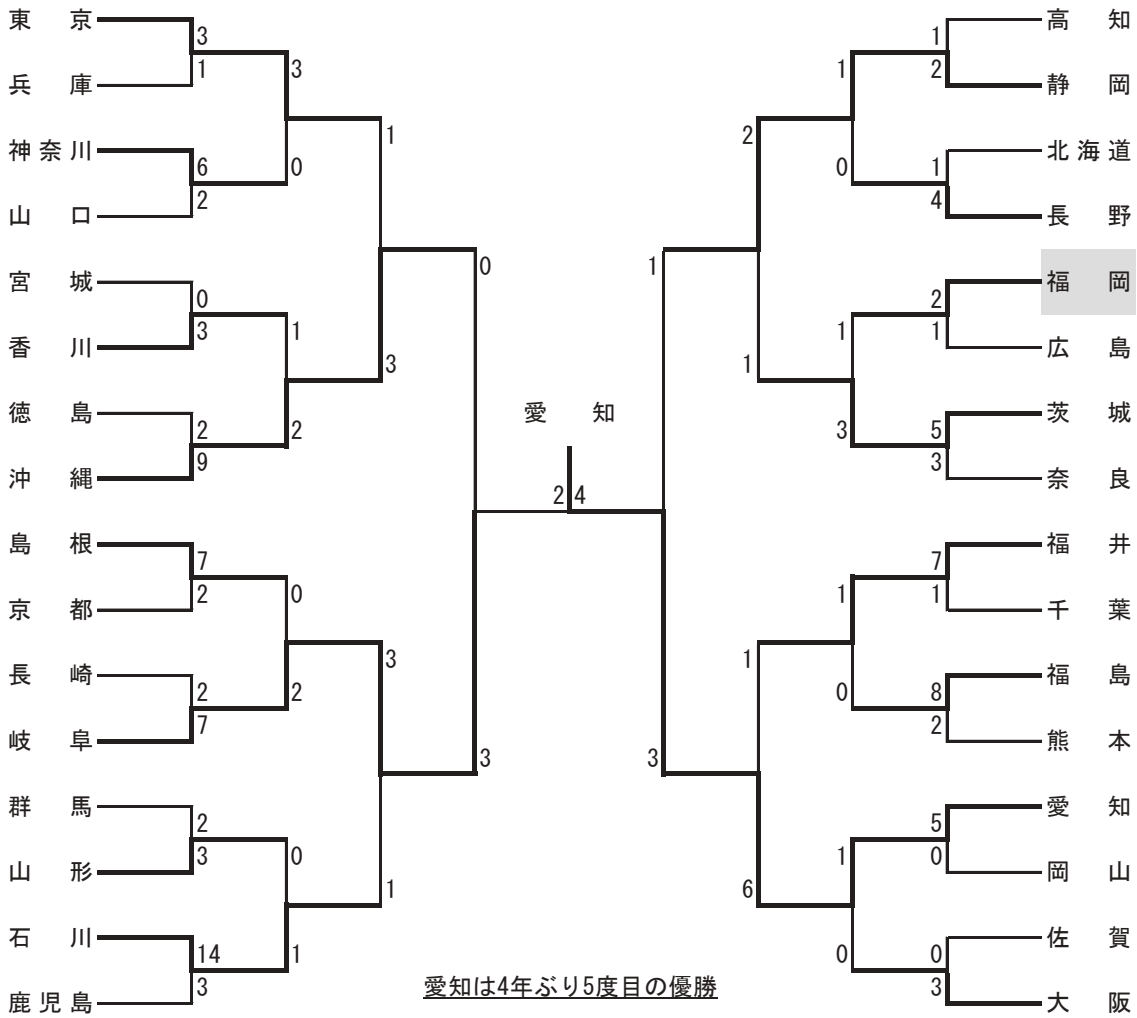 東京
3
兵庫
1
3
神奈川
6
山口
2
0
1
宮城
0
香川
3
1
徳島
2
沖縄
9
2
3
0
島根
7
京都
2
0
長崎
2
岐阜
7
2
3
群馬
2
山形
3
0
石川
14
鹿児島
3
1
1
3
愛知
2 4
高知
1
静岡
2
1
北海道
1
長野
4
0
2
福岡
2
広島
1
1
茨城
5
奈良
3
3
1
1
福井
7
千葉
1
1
福島
8
熊本
2
0
1
愛知
5
岡山
0
1
佐賀
0
大阪
3
0
6
3
愛知は4年ぶり5度目の優勝